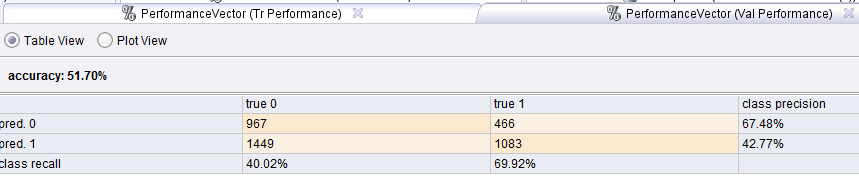 PerformanceVector (Tr Performance) PerformanceVector (Val Performance)
Table View Plot View
accuracy: 51.70%
true 0 true 1 class precision
pred. 0 967 466 67.48%
pred. 1 1449 1083 42.77%
class recall 40.02% 69.92%